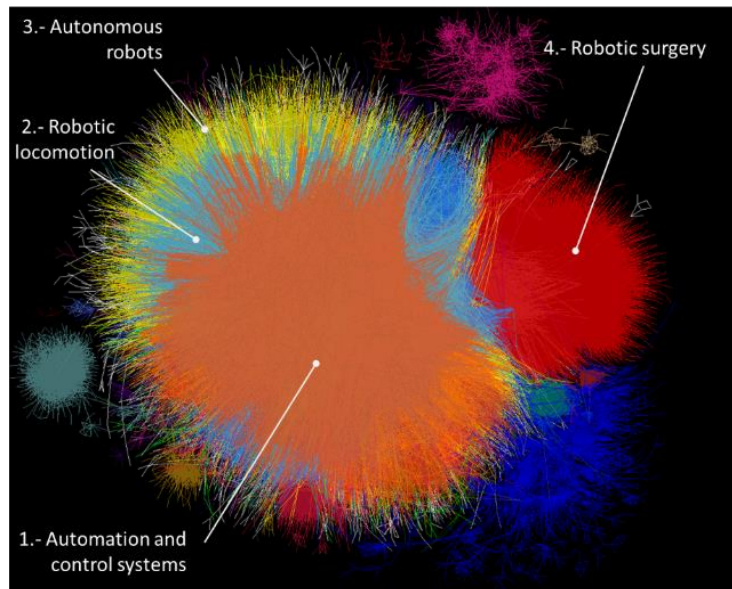 3.- Autonomous
robots
4.- Robotic surgery
2.- Robotic
locomotion
1.- Automation and
control systems